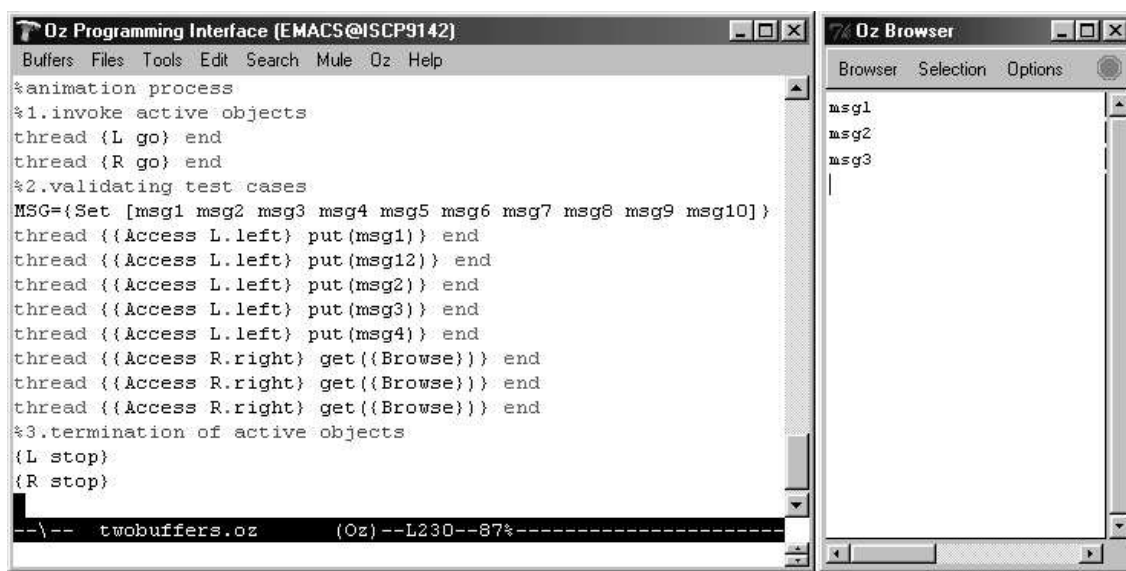 Oz Programming Interface (EMACS@ISCP9142)
Buffers Files Tools Edit Search Mule Oz Help
%animation process
%1.invoke active objects
thread {L go} end
thread {R go} end
%2.validating test cases
MSG={Set [msg1 msg2 msg3 msg4 msg5 msg6 msg7 msg8 msg9 msg10]}
thread {{Access L.left} put(msg1)} end
thread {{Access L.left} put(msg12)} end
thread {{Access L.left} put(msg2)} end
thread {{Access L.left} put(msg3)} end
thread {{Access L.left} put(msg4)} end
thread {{Access R.right} get({Browse})} end
thread {{Access R.right} get({Browse})} end
thread {{Access R.right} get({Browse})} end
%3.termination of active objects
{L stop}
{R stop}
--\-- twobuffers.oz (Oz)--L230--87%-----------------------
Oz Browser
Browser Selection Options
msg1
msg2
msg3